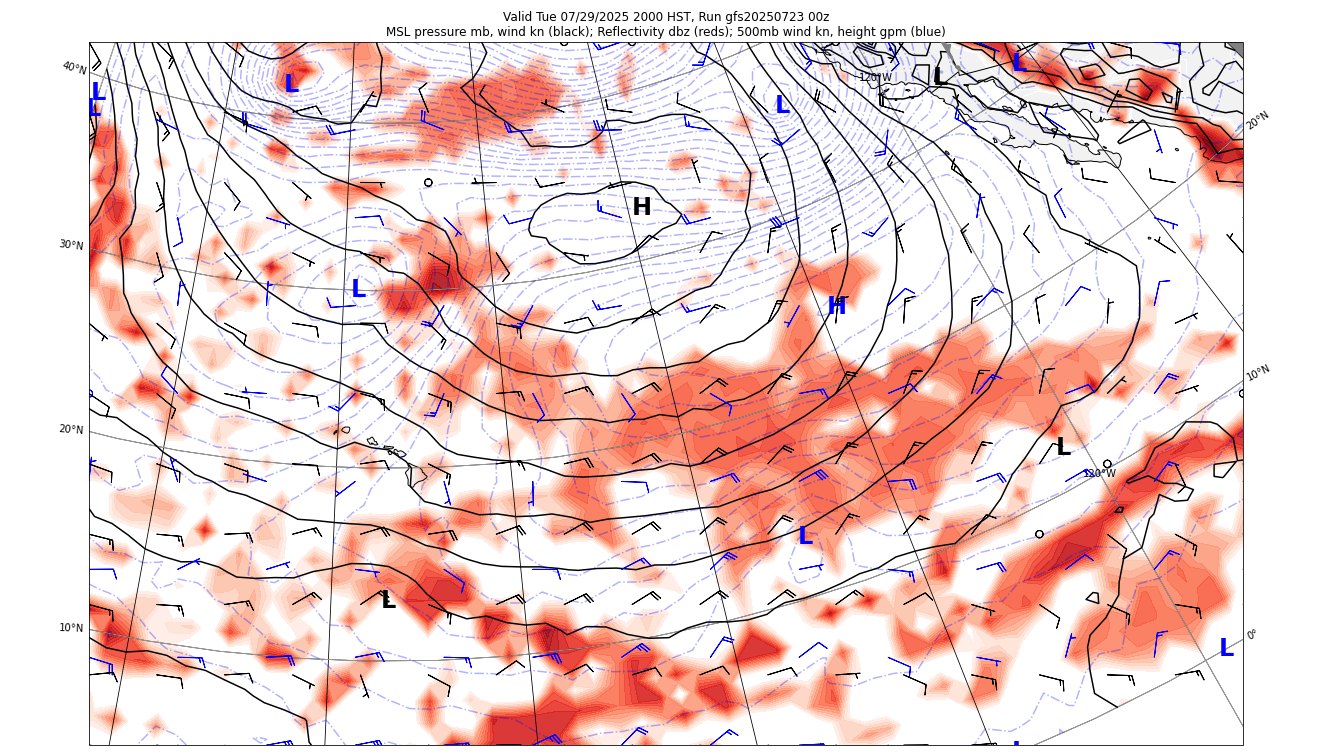 Valid Tue 07/29/2025 2000 HST, Run gfs20250723 00z
MSL pressure mb, wind kn (black); Reflectivity dbz (reds); 500mb wind kn, height gpm (blue)
40°N
L
L
L
L
120°W
L
L
20°N
H
30°N
L
H
10°N
20°N
L
120°W
L
L
10°N
0°
L